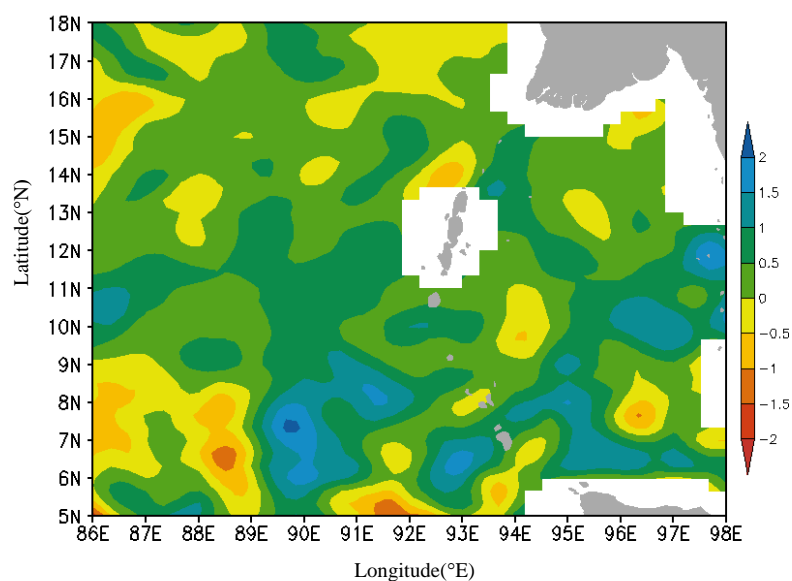 18N
17N
16N
15N
14N
13N
12N
11N
10N
9N
8N
7N
6N
5N
Latitude(°N)
86E 87E 88E 89E 90E 91E 92E 93E 94E 95E 96E 97E 98E
Longitude(°E)
2
1.5
1
0.5
0
−0.5
−1
−1.5
−2